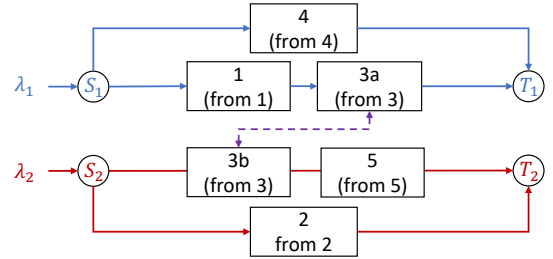 4
(from 4)
λ₁
S₁
1
(from 1)
3a
(from 3)
T₁
λ₂
S₂
3b
(from 3)
5
(from 5)
T₂
2
from 2